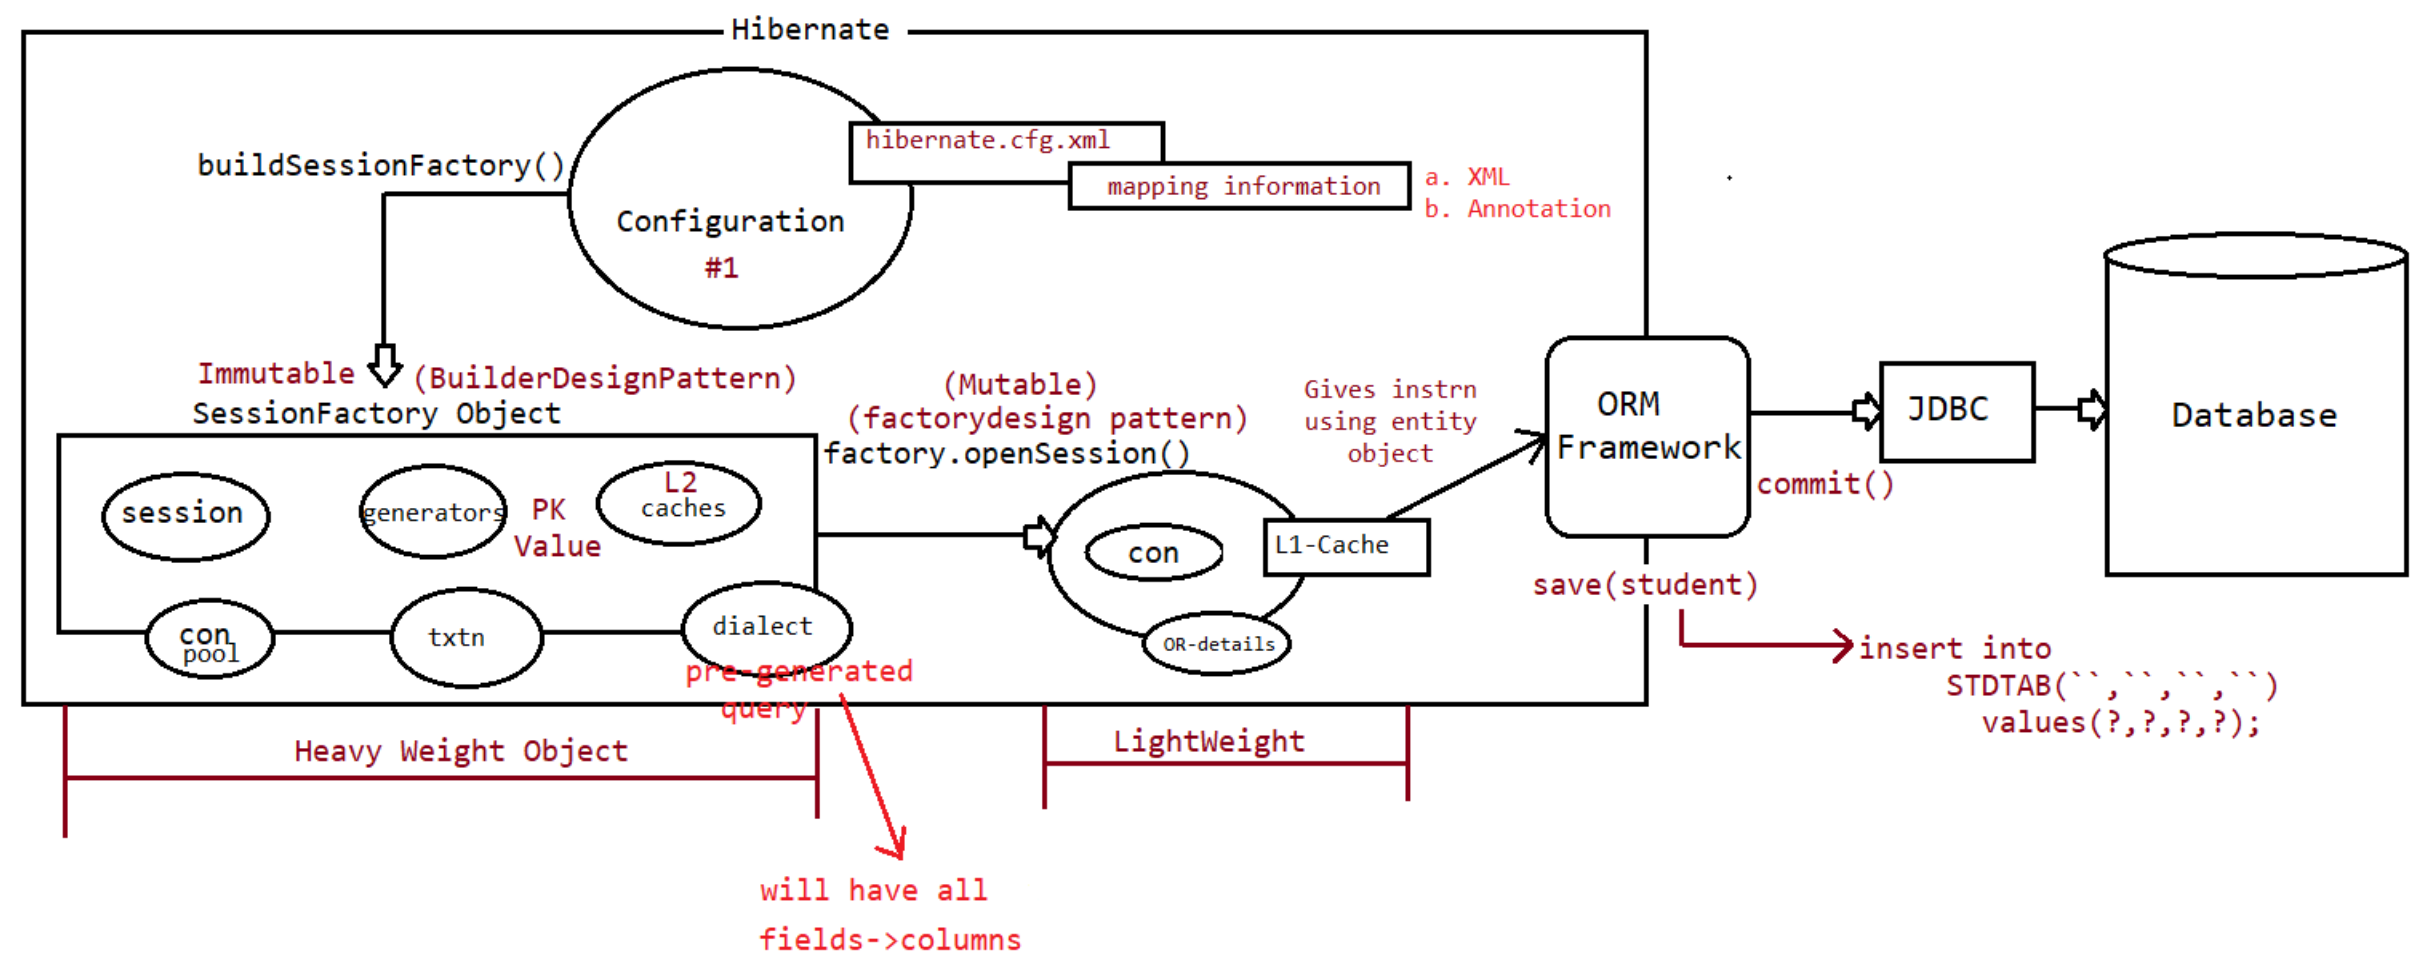 Hibernate
hibernate.cfg.xml
buildSessionFactory()
mapping information
a. XML
b. Annotation
Configuration
#1
Immutable
(BuilderDesignPattern)
SessionFactory Object
(Mutable)
(factorydesign pattern)
factory.openSession()
Gives instrn
using entity
object
ORM
Framework
JDBC
Database
commit()
session
generators
PK
Value
L2
caches
con
L1-Cache
con
pool
txtn
dialect
OR-details
save(student)
insert into
STDTAB(``,``,``,``)
values(?,?,?,?);
pre-generated
query
Heavy Weight Object
LightWeight
will have all
fields->columns